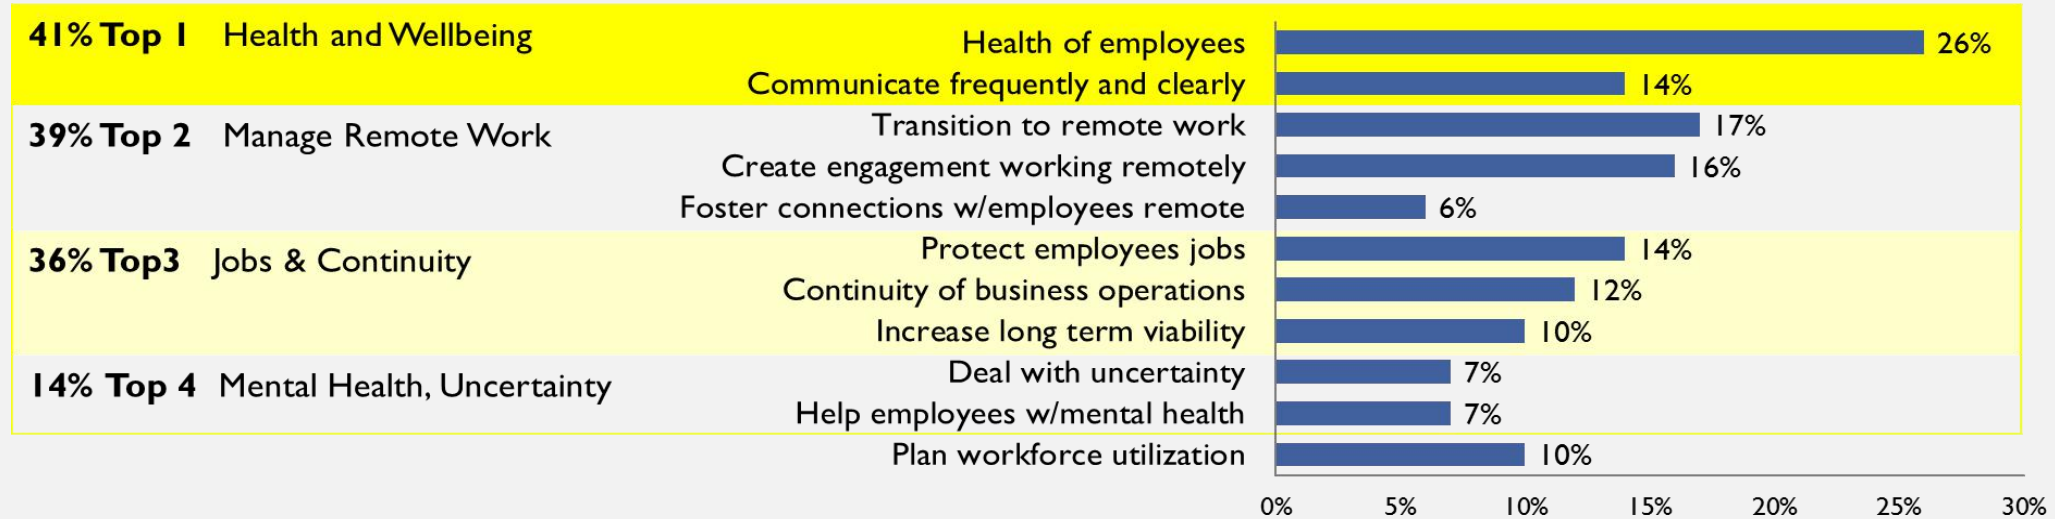 41% Top 1 Health and Wellbeing
Health of employees 26%
Communicate frequently and clearly 14%
39% Top 2 Manage Remote Work
Transition to remote work 17%
Create engagement working remotely 16%
Foster connections w/employees remote 6%
36% Top3 Jobs & Continuity
Protect employees jobs 14%
Continuity of business operations 12%
Increase long term viability 10%
14% Top 4 Mental Health, Uncertainty
Deal with uncertainty 7%
Help employees w/mental health 7%
Plan workforce utilization 10%
0% 5% 10% 15% 20% 25% 30%